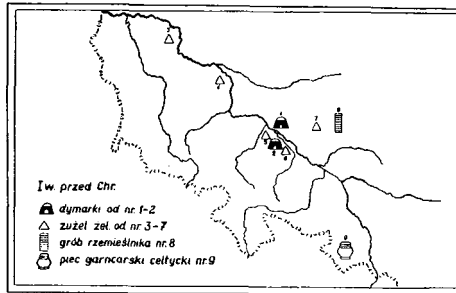 I w. przed Chr.
dymarki od nr. 1-2
żużel żel. od nr. 3-7
grób rzemieślnika nr. 8
piec garncarski celtycki nr. 9